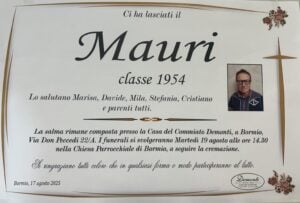 Ci ha lasciati il
Mauri
classe 1954
Lo salutano Marisa, Davide, Mila, Stefania, Cristiano
e parenti tutti.
La salma rimane composta presso la Casa del Commiato Demonti, a Bormio,
Via Don Peccedi 22/A. I funerali si svolgeranno Martedì 19 agosto alle ore 14.30
nella Chiesa Parrocchiale di Bormio, a seguire la cremazione.
Si ringraziano tutti coloro che in qualsiasi forma e modo parteciperanno al lutto.
Bormio, 17 agosto 2025